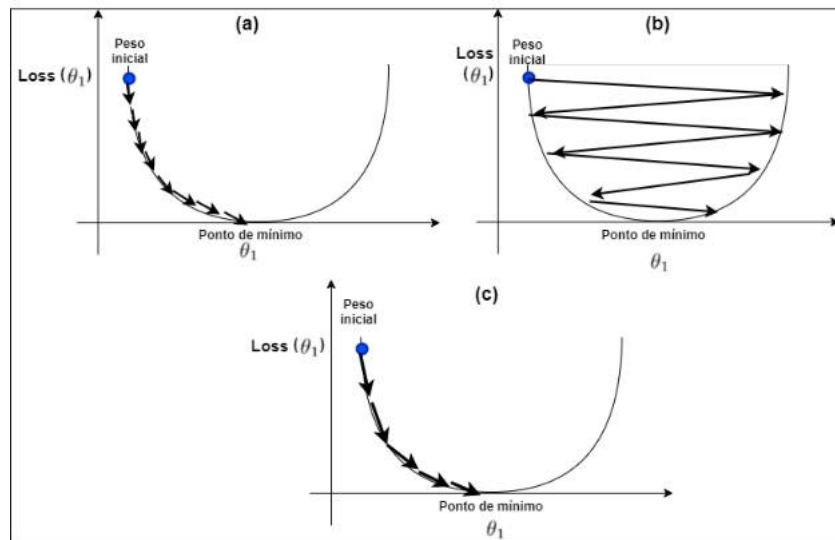 (a)
Peso
inicial
Loss (θ₁)
Ponto de mínimo
θ₁
(b)
Loss
(θ₁)
Peso
inicial
Ponto de mínimo
θ₁
(c)
Peso
inicial
Loss (θ₁)
Ponto de mínimo
θ₁